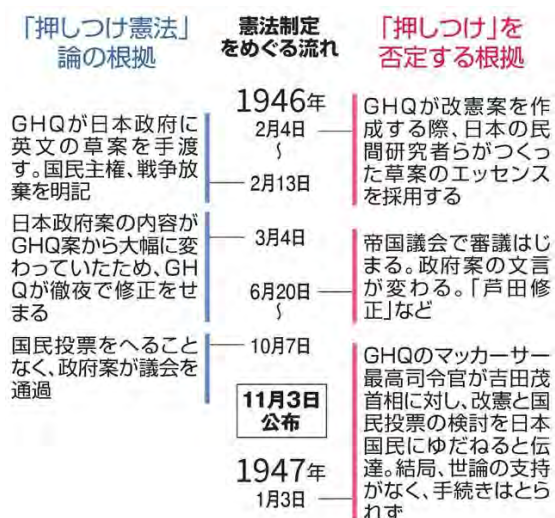 「押しつけ憲法」
論の根拠
憲法制定
をめぐる流れ
「押しつけ」を
否定する根拠
GHQが日本政府に
英文の草案を手渡
す。国民主権、戦争放
棄を明記
日本政府案の内容が
GHQ案から大幅に変
わっていたため、GH
Qが徹夜で修正をせ
まる
国民投票をへること
なく、政府案が議会を
通過
1946年
2月4日
〜
2月13日
3月4日
6月20日
〜
10月7日
11月3日
公布
1947年
1月3日
GHQが改憲案を作
成する際、日本の民
間研究者らがつくっ
た草案のエッセンス
を採用する
帝国議会で審議はじ
まる。政府案の文言
が変わる。「芦田修
正」など
GHQのマッカーサー
最高司令官が吉田茂
首相に対し、改憲と国
民投票の検討を日本
国民にゆだねると伝
達。結局、世論の支持
がなく、手続きはとら
れず